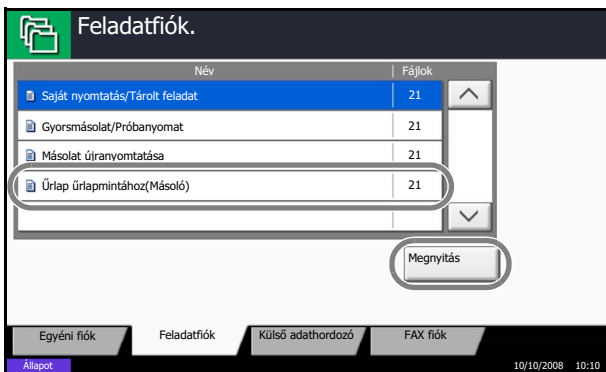 Feladatfiók.
Név Fájlok
Saját nyomtatás/Tárolt feladat 21
Gyorsmásolat/Próbanyomat 21
Másolat újranyomtatása 21
Űrlap űrlapmintához(Másoló) 21
Megnyitás
Egyéni fiók Feladatfiók Külső adathordozó FAX fiók
Állapot 10/10/2008 10:10